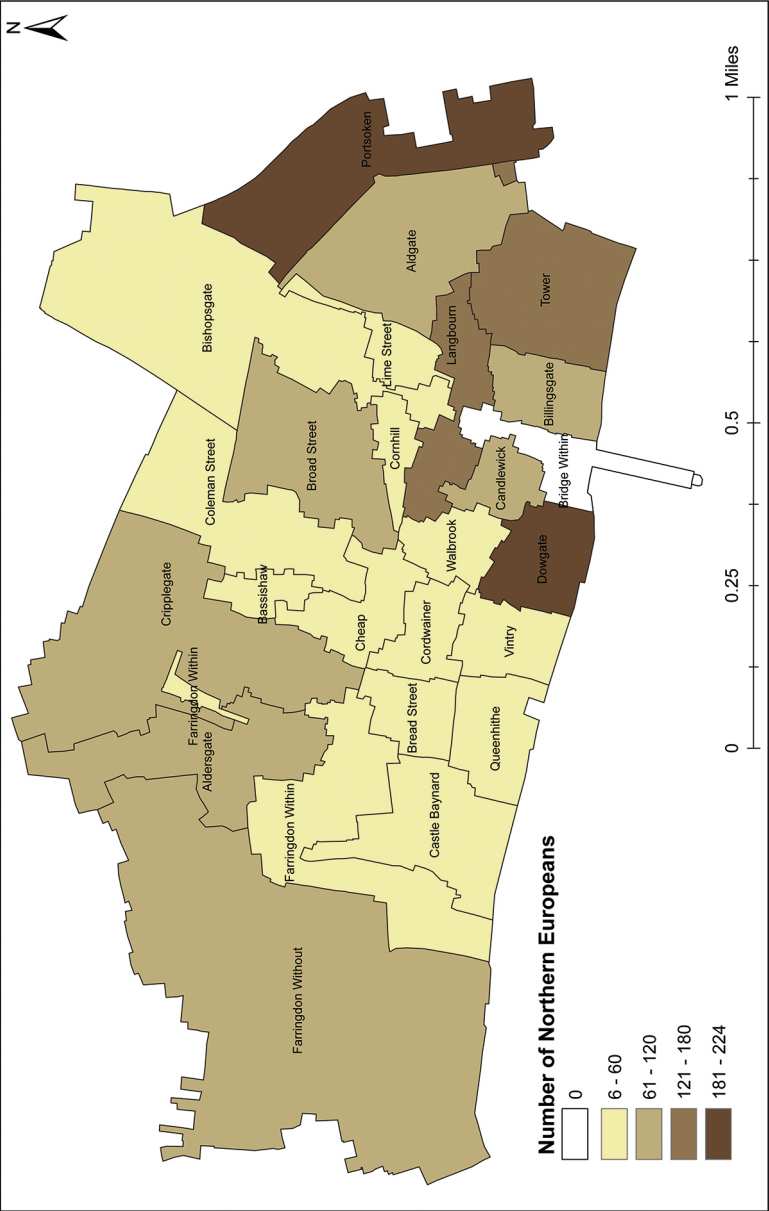 N
Portsoken
Bishopsgate
Aldgate
Tower
Lime Street
Langbourn
Billingsgate
Broad Street
Cornhill
Candlewick
Bridge Within
Coleman Street
Walbrook
Dowgate
Bassishaw
Cripplegate
Cheap
Cordwainer
Vintry
Farringdon Within
Aldersgate
Bread Street
Queenhithe
Farringdon Within
Castle Baynard
Farringdon Without
Number of Northern Europeans
0
6 - 60
61 - 120
121 - 180
181 - 224
0 0.25 0.5 1 Miles